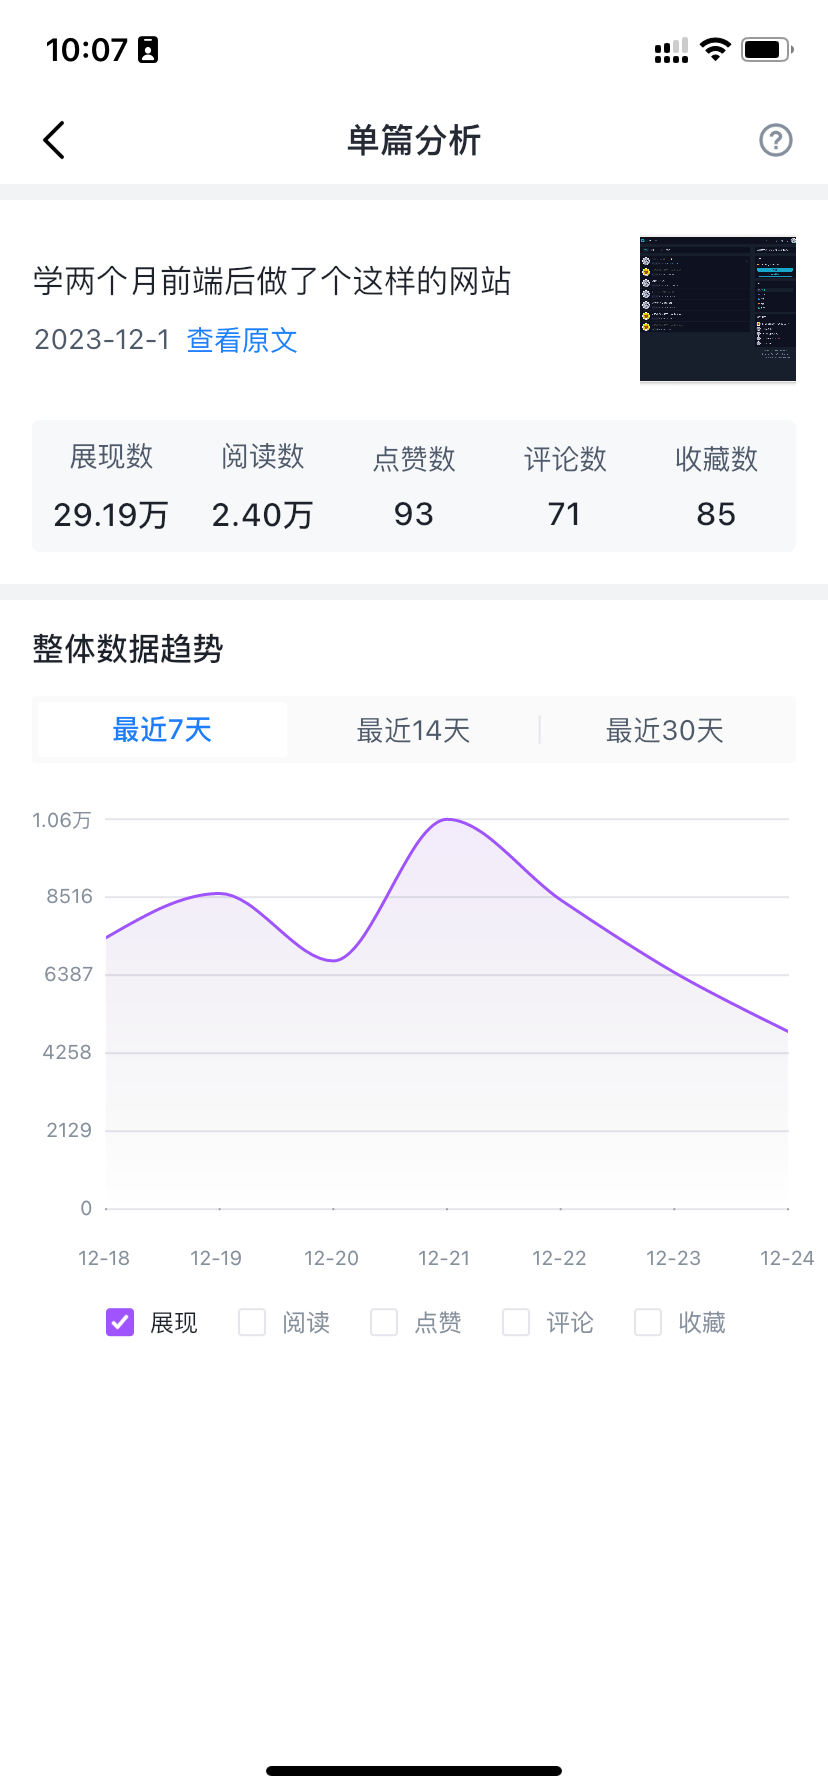 10:07
单篇分析
学两个月前端后做了个这样的网站
2023-12-1 查看原文
展现数 阅读数 点赞数 评论数 收藏数
29.19万 2.40万 93 71 85
整体数据趋势
最近7天 最近14天 最近30天
1.06万
8516
6387
4258
2129
0
12-18 12-19 12-20 12-21 12-22 12-23 12-24
展现 阅读 点赞 评论 收藏